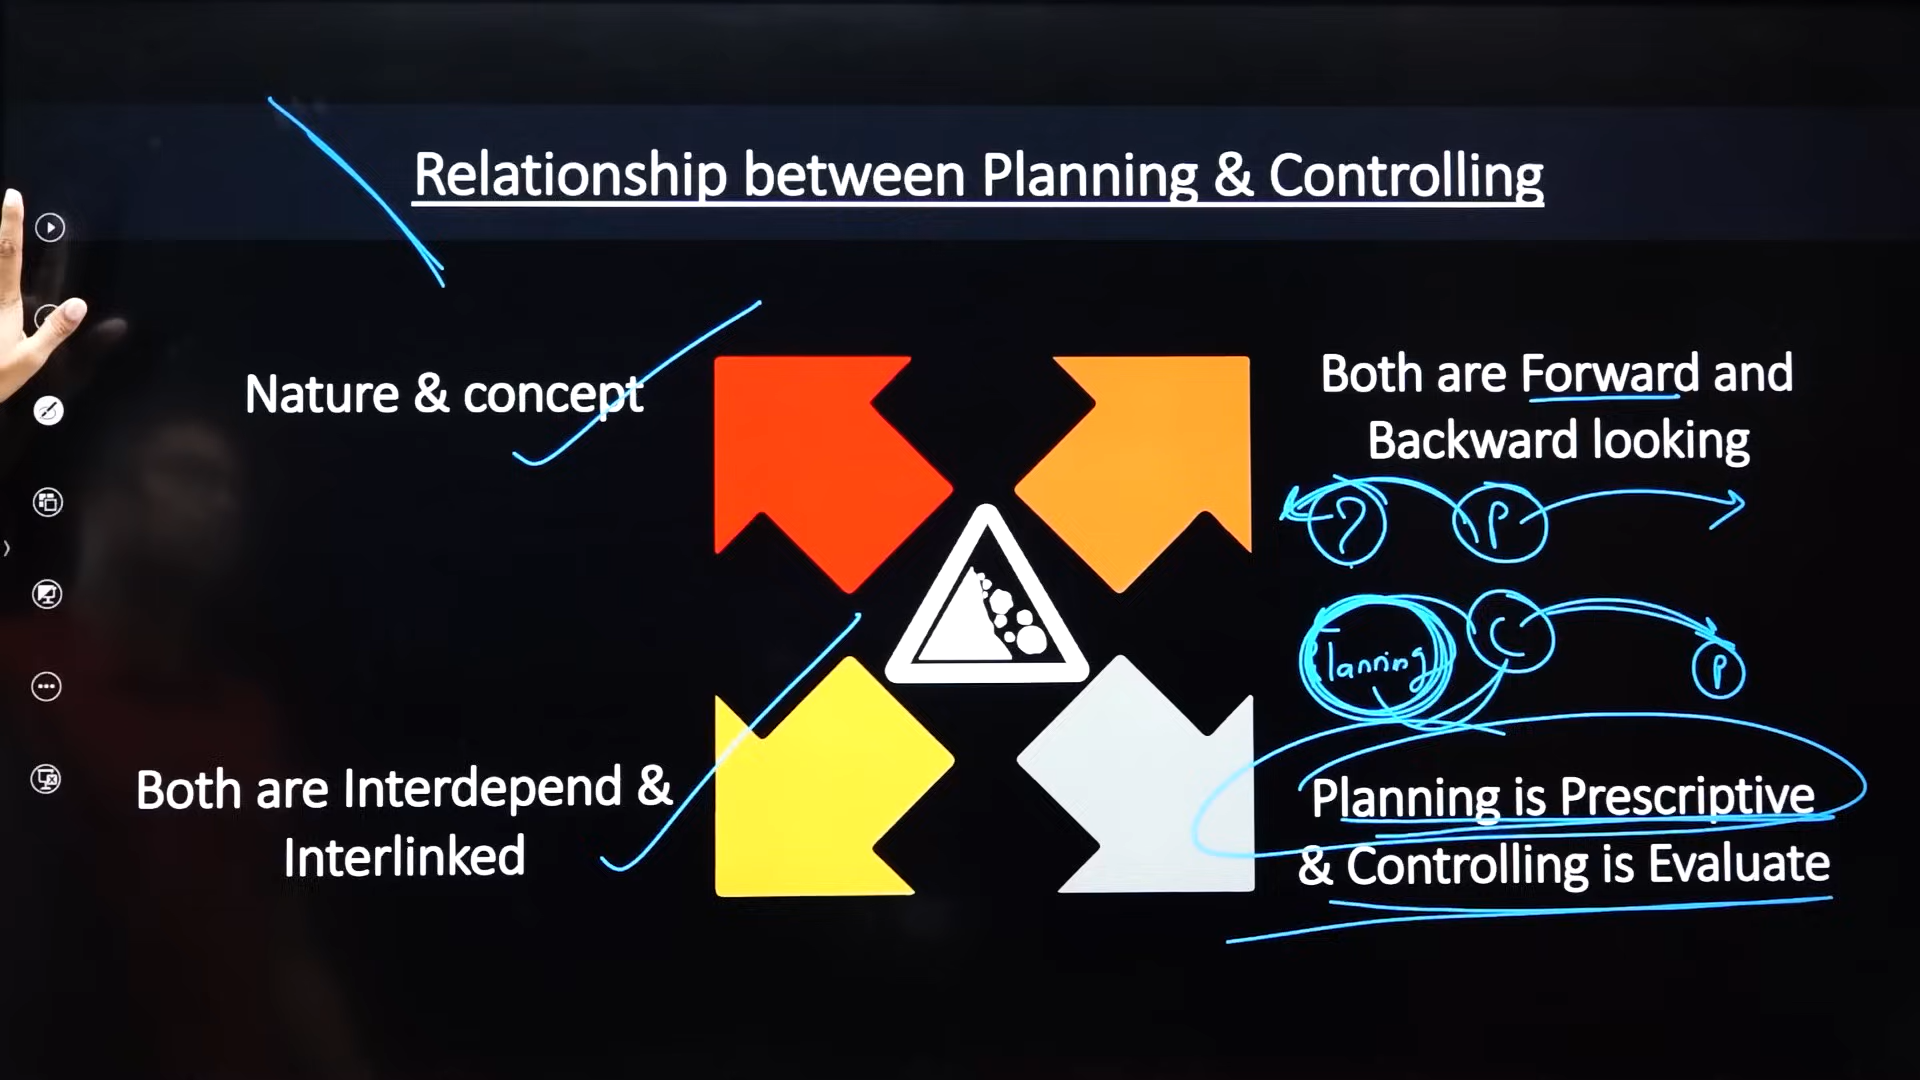 Relationship between Planning & Controlling
Nature & concept
Both are Forward and
Backward looking
?
P
Planning
C
P
Both are Interdepend &
Interlinked
Planning is Prescriptive
& Controlling is Evaluate